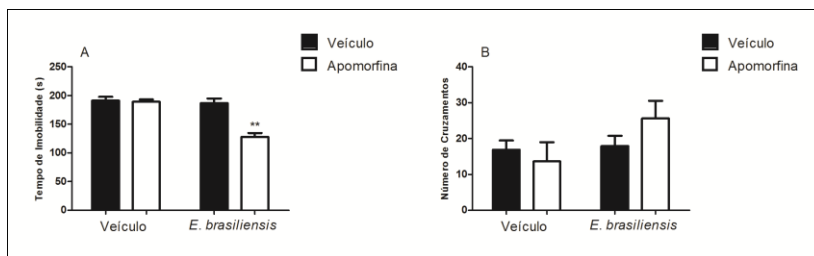 A
Veículo
Apomorfina
Tempo de Imobilidade (s)
250
200
150
100
50
0
**
Veículo
E. brasiliensis
B
Veículo
Apomorfina
Número de Cruzamentos
40
30
20
10
0
Veículo
E. brasiliensis